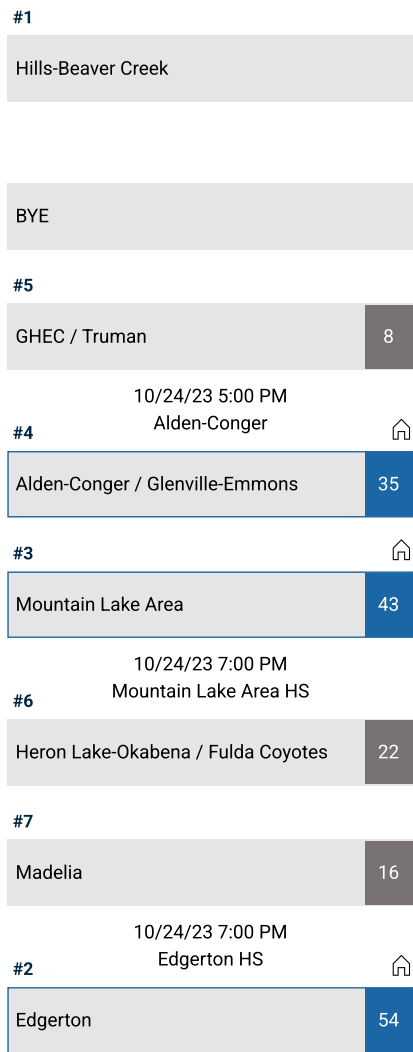 #1
Hills-Beaver Creek
BYE
#5
GHEC / Truman 8
10/24/23 5:00 PM
Alden-Conger
#4
Alden-Conger / Glenville-Emmons 35
#3
Mountain Lake Area 43
10/24/23 7:00 PM
Mountain Lake Area HS
#6
Heron Lake-Okabena / Fulda Coyotes 22
#7
Madelia 16
10/24/23 7:00 PM
Edgerton HS
#2
Edgerton 54